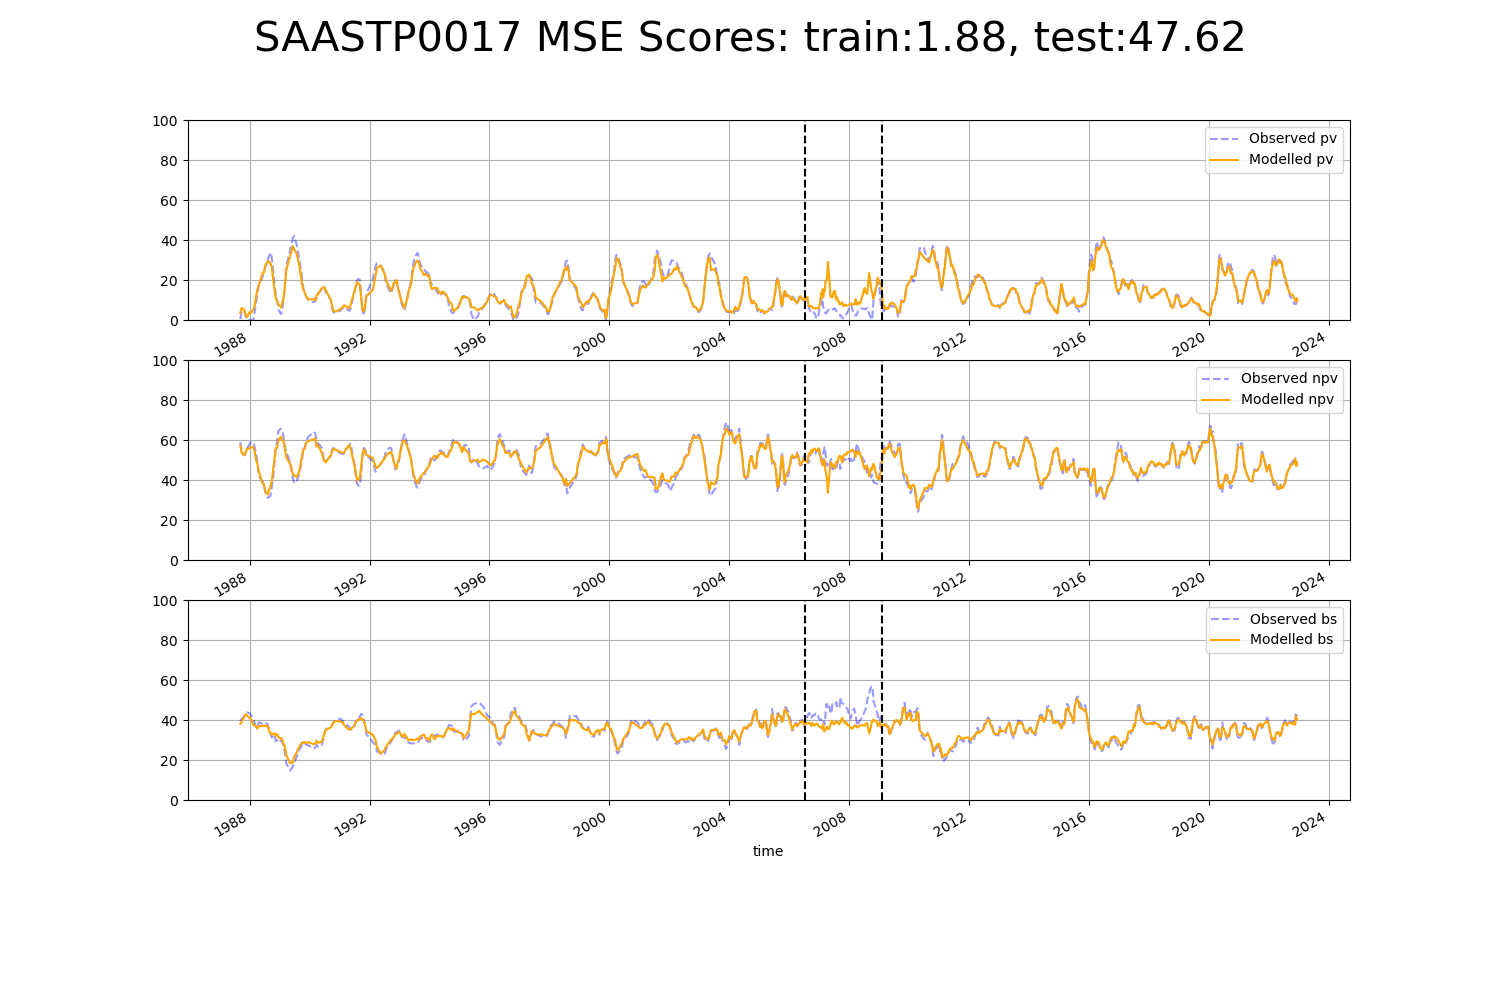 SAASTP0017 MSE Scores: train:1.88, test:47.62
100
80
60
40
20
0
Observed pv
Modelled pv
1988 1992 1996 2000 2004 2008 2012 2016 2020 2024
100
80
60
40
20
0
Observed npv
Modelled npv
1988 1992 1996 2000 2004 2008 2012 2016 2020 2024
100
80
60
40
20
0
Observed bs
Modelled bs
1988 1992 1996 2000 2004 2008 2012 2016 2020 2024
time